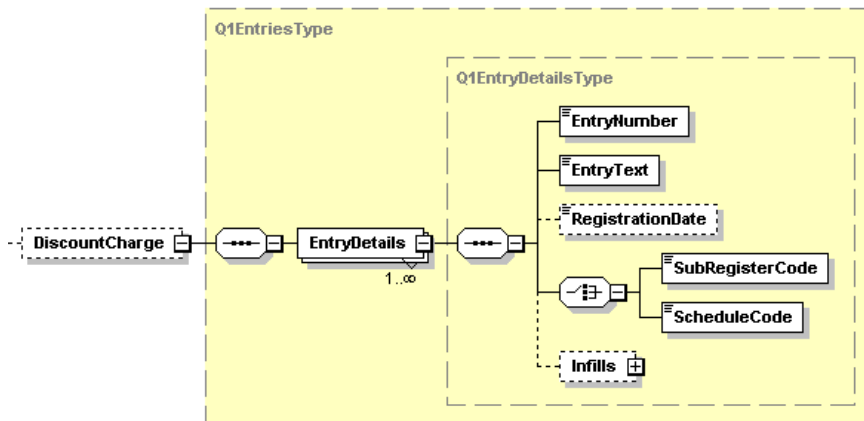 Q1EntriesType
Q1EntryDetailsType
EntryNumber
EntryText
RegistrationDate
DiscountCharge
EntryDetails
1..∞
SubRegisterCode
ScheduleCode
Infills